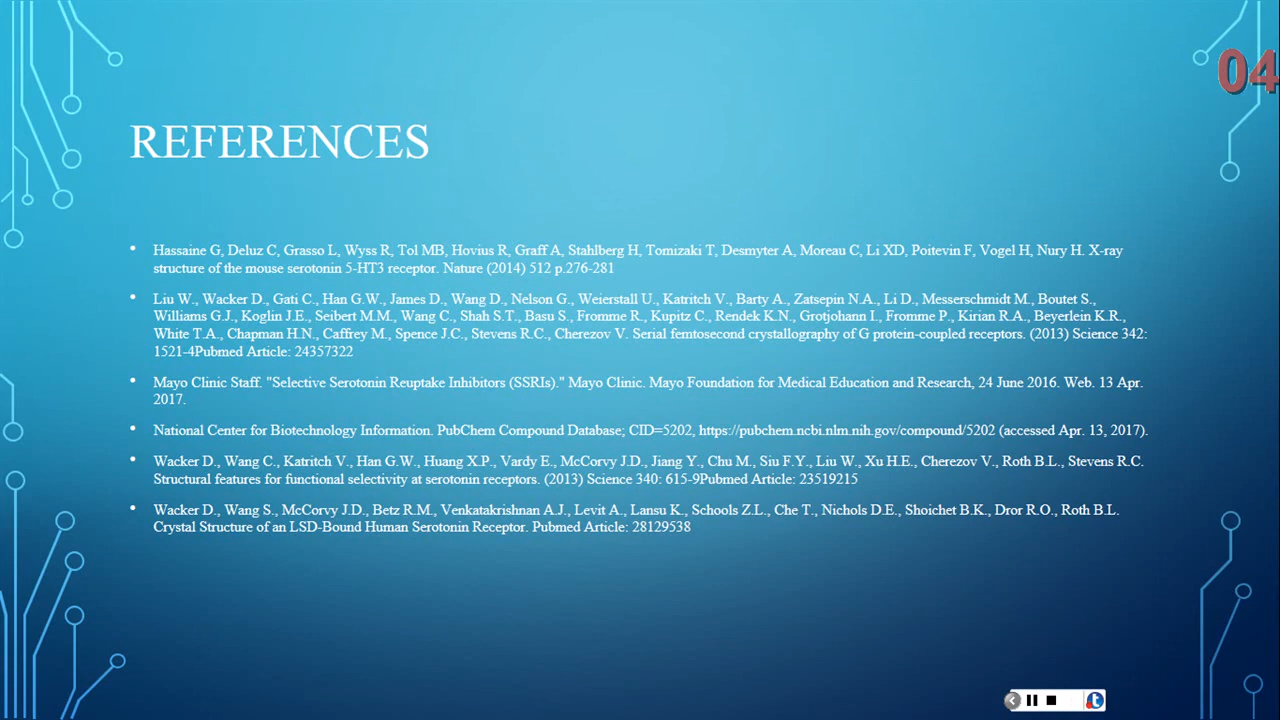 04
REFERENCES
• Hassaine G, Deluz C, Grasso L, Wyss R, Tol MB, Hovius R, Graff A, Stahlberg H, Tomizaki T, Desmyter A, Moreau C, Li XD, Poitevin F, Vogel H, Nury H. X-ray
structure of the mouse serotonin 5-HT3 receptor. Nature (2014) 512 p.276-281
• Liu W., Wacker D., Gati C., Han G.W., James D., Wang D., Nelson G., Weierstall U., Katritch V., Barty A., Zatsepin N.A., Li D., Messerschmidt M., Boutet S.,
Williams G.J., Koglin J.E., Seibert M.M., Wang C., Shah S.T., Basu S., Fromme R., Kupitz C., Rendek K.N., Grotjohann I., Fromme P., Kirian R.A., Beyerlein K.R.,
White T.A., Chapman H.N., Caffrey M., Spence J.C., Stevens R.C., Cherezov V. Serial femtosecond crystallography of G protein-coupled receptors. (2013) Science 342:
1521-4Pubmed Article: 24357322
• Mayo Clinic Staff. "Selective Serotonin Reuptake Inhibitors (SSRIs)." Mayo Clinic. Mayo Foundation for Medical Education and Research, 24 June 2016. Web. 13 Apr.
2017.
• National Center for Biotechnology Information. PubChem Compound Database; CID=5202, https://pubchem.ncbi.nlm.nih.gov/compound/5202 (accessed Apr. 13, 2017).
• Wacker D., Wang C., Katritch V., Han G.W., Huang X.P., Vardy E., McCorvy J.D., Jiang Y., Chu M., Siu F.Y., Liu W., Xu H.E., Cherezov V., Roth B.L., Stevens R.C.
Structural features for functional selectivity at serotonin receptors. (2013) Science 340: 615-9Pubmed Article: 23519215
• Wacker D., Wang S., McCorvy J.D., Betz R.M., Venkatakrishnan A.J., Levit A., Lansu K., Schools Z.L., Che T., Nichols D.E., Shoichet B.K., Dror R.O., Roth B.L.
Crystal Structure of an LSD-Bound Human Serotonin Receptor. Pubmed Article: 28129538
t